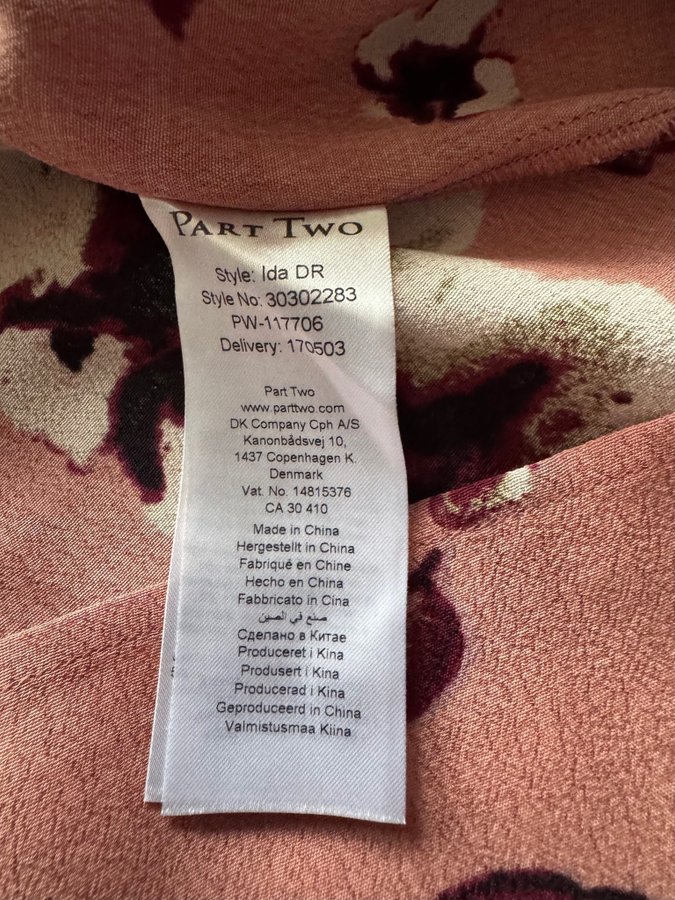 PART TWO
Style: Ida DR
Style No: 30302283
PW-117706
Delivery: 170503
Part Two
www.parttwo.com
DK Company Cph A/S
Kanonbådsvej 10,
1437 Copenhagen K.
Denmark
Vat. No. 14815376
CA 30 410
Made in China
Hergestellt in China
Fabriqué en Chine
Hecho en China
Fabbricato in Cina
صنع في الصين
Сделано в Китае
Produceret i Kina
Produsert i Kina
Producerad i Kina
Geproduceerd in China
Valmistusmaa Kiina